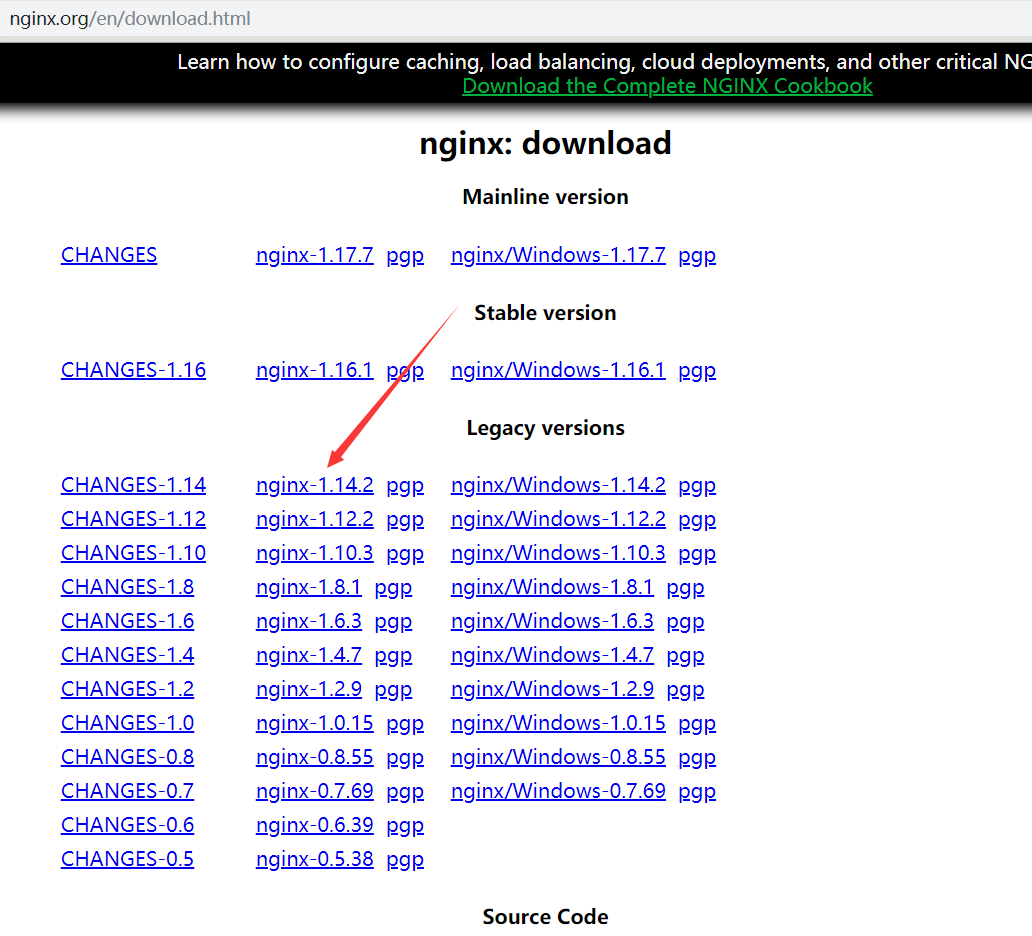 nginx.org/en/download.html
Learn how to configure caching, load balancing, cloud deployments, and other critical NG
Download the Complete NGINX Cookbook
nginx: download
Mainline version
CHANGES nginx-1.17.7 pgp nginx/Windows-1.17.7 pgp
Stable version
CHANGES-1.16 nginx-1.16.1 pgp nginx/Windows-1.16.1 pgp
Legacy versions
CHANGES-1.14 nginx-1.14.2 pgp nginx/Windows-1.14.2 pgp
CHANGES-1.12 nginx-1.12.2 pgp nginx/Windows-1.12.2 pgp
CHANGES-1.10 nginx-1.10.3 pgp nginx/Windows-1.10.3 pgp
CHANGES-1.8 nginx-1.8.1 pgp nginx/Windows-1.8.1 pgp
CHANGES-1.6 nginx-1.6.3 pgp nginx/Windows-1.6.3 pgp
CHANGES-1.4 nginx-1.4.7 pgp nginx/Windows-1.4.7 pgp
CHANGES-1.2 nginx-1.2.9 pgp nginx/Windows-1.2.9 pgp
CHANGES-1.0 nginx-1.0.15 pgp nginx/Windows-1.0.15 pgp
CHANGES-0.8 nginx-0.8.55 pgp nginx/Windows-0.8.55 pgp
CHANGES-0.7 nginx-0.7.69 pgp nginx/Windows-0.7.69 pgp
CHANGES-0.6 nginx-0.6.39 pgp
CHANGES-0.5 nginx-0.5.38 pgp
Source Code